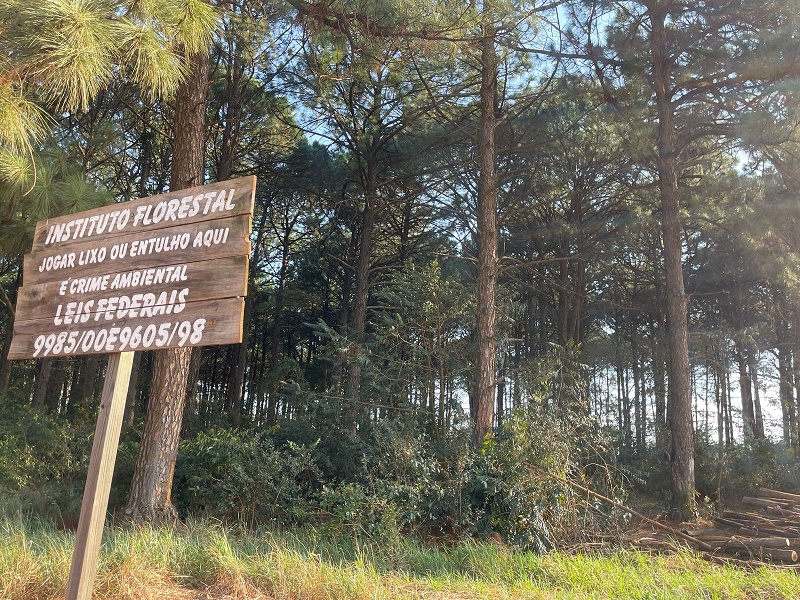 INSTITUTO FLORESTAL
JOGAR LIXO OU ENTULHO AQUI
É CRIME AMBIENTAL
LEIS FEDERAIS
9985/00E9605/98